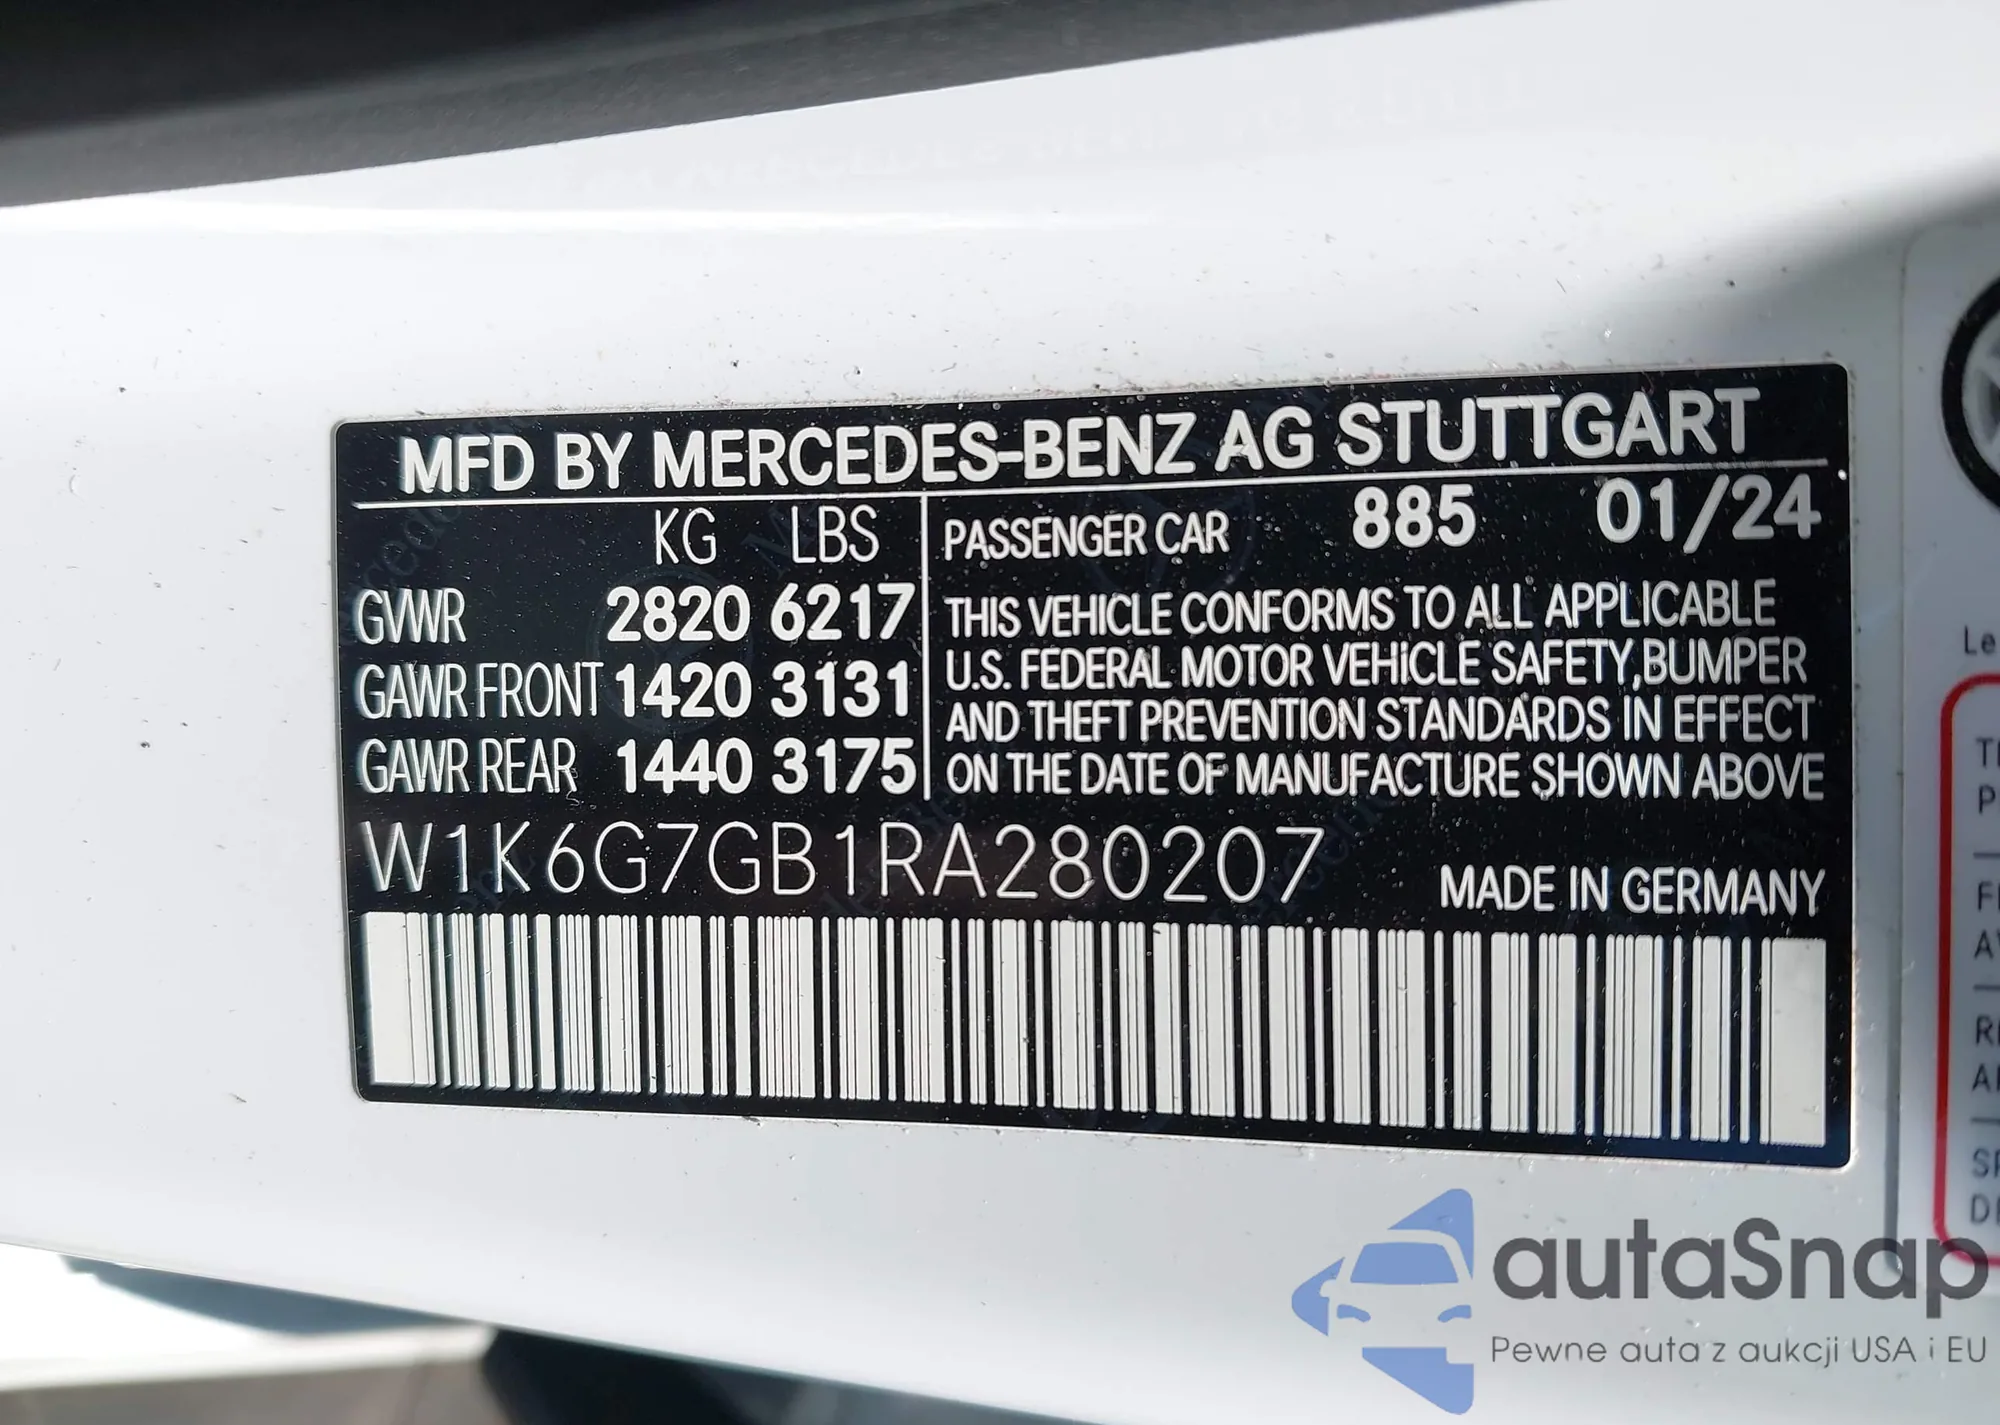 MFD BY MERCEDES-BENZ AG STUTTGART
KG LBS
GVWR 2820 6217
GAWR FRONT 1420 3131
GAWR REAR 1440 3175
PASSENGER CAR 885 01/24
THIS VEHICLE CONFORMS TO ALL APPLICABLE
U.S. FEDERAL MOTOR VEHICLE SAFETY, BUMPER
AND THEFT PREVENTION STANDARDS IN EFFECT
ON THE DATE OF MANUFACTURE SHOWN ABOVE
W1K6G7GB1RA280207
MADE IN GERMANY
autaSnap
Pewne auta z aukcji USA i EU